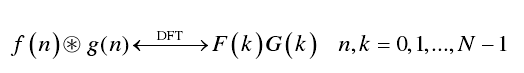 f(n)⊛g(n) ⟷DFT F(k)G(k) n,k = 0,1,...,N−1